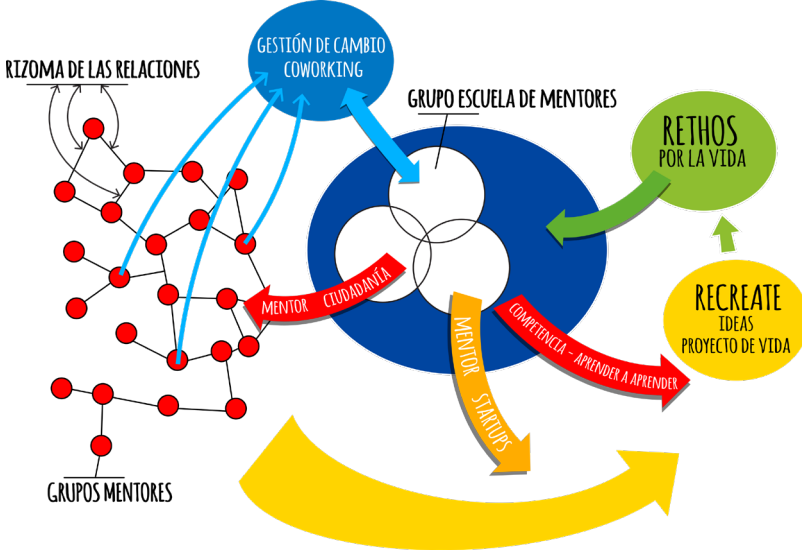 GESTIÓN DE CAMBIO
COWORKING
RIZOMA DE LAS RELACIONES
GRUPO ESCUELA DE MENTORES
RETHOS
POR LA VIDA
RECREATE
IDEAS
PROYECTO DE VIDA
MENTOR CIUDADANÍA
MENTOR STARTUPS
COMPETENCIA - APRENDER A APRENDER
GRUPOS MENTORES